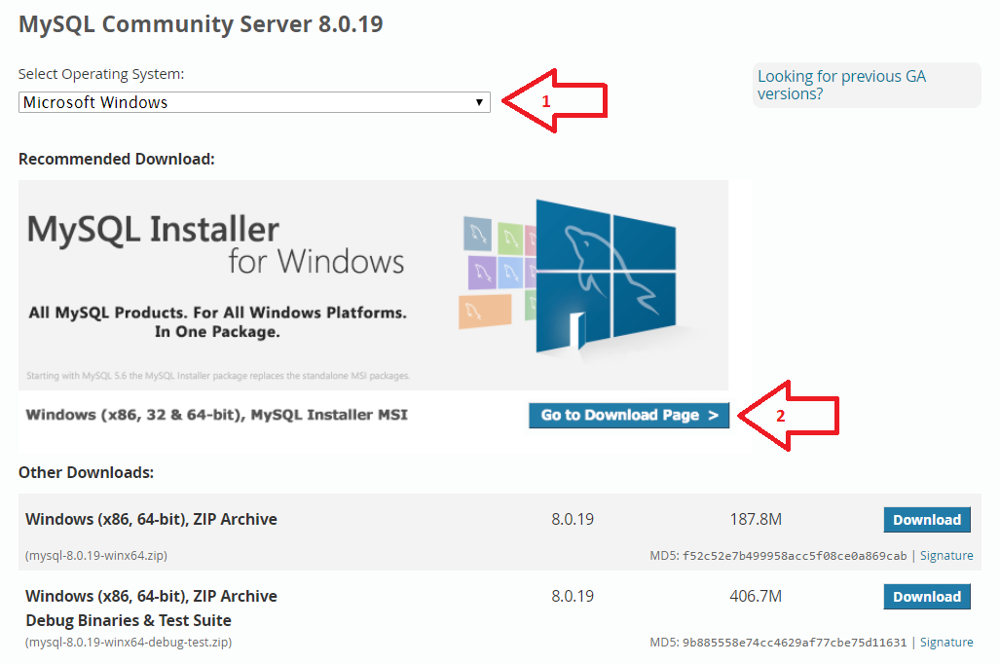 MySQL Community Server 8.0.19
Select Operating System:
Microsoft Windows
1
Looking for previous GA
versions?
Recommended Download:
MySQL Installer
for Windows
All MySQL Products. For All Windows Platforms.
In One Package.
Starting with MySQL 5.6 the MySQL Installer package replaces the standalone MSI packages.
Windows (x86, 32 & 64-bit), MySQL Installer MSI
Go to Download Page >
2
Other Downloads:
Windows (x86, 64-bit), ZIP Archive 8.0.19 187.8M Download
(mysql-8.0.19-winx64.zip) MD5: f52c52e7b499958acc5f08ce0a869cab | Signature
Windows (x86, 64-bit), ZIP Archive 8.0.19 406.7M Download
Debug Binaries & Test Suite
(mysql-8.0.19-winx64-debug-test.zip) MD5: 9b885558e74cc4629af77cbe75d11631 | Signature